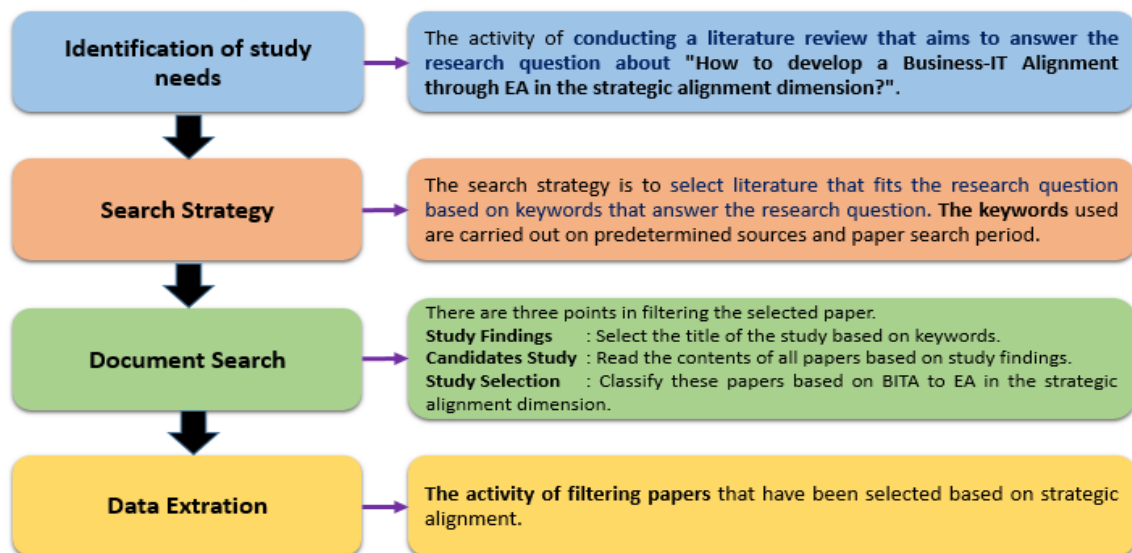 Identification of study
needs
The activity of conducting a literature review that aims to answer the
research question about "How to develop a Business-IT Alignment
through EA in the strategic alignment dimension?".
Search Strategy
The search strategy is to select literature that fits the research question
based on keywords that answer the research question. The keywords used
are carried out on predetermined sources and paper search period.
Document Search
There are three points in filtering the selected paper.
Study Findings : Select the title of the study based on keywords.
Candidates Study : Read the contents of all papers based on study findings.
Study Selection : Classify these papers based on BITA to EA in the strategic
alignment dimension.
Data Extration
The activity of filtering papers that have been selected based on strategic
alignment.